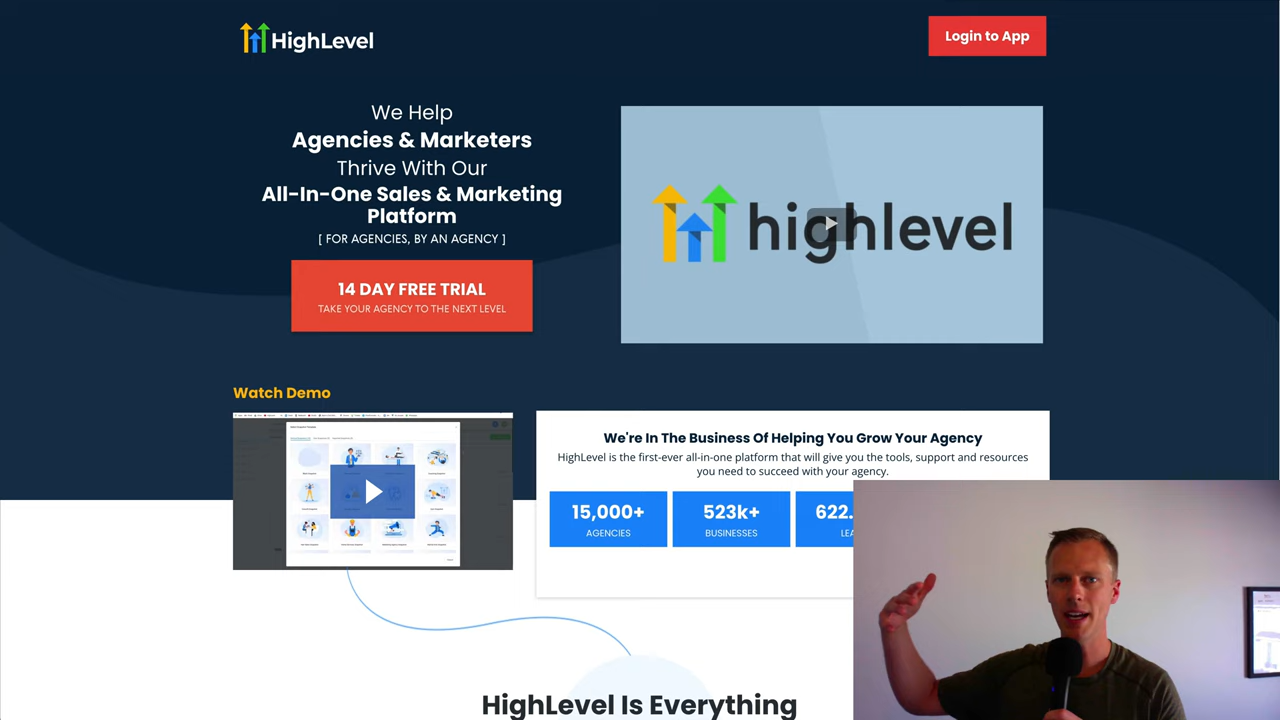 HighLevel
Login to App
We Help
Agencies & Marketers
Thrive With Our
All-In-One Sales & Marketing
Platform
[ FOR AGENCIES, BY AN AGENCY ]
14 DAY FREE TRIAL
TAKE YOUR AGENCY TO THE NEXT LEVEL
highlevel
Watch Demo
We're In The Business Of Helping You Grow Your Agency
HighLevel is the first-ever all-in-one platform that will give you the tools, support and resources
you need to succeed with your agency.
15,000+
AGENCIES
523k+
BUSINESSES
622.
LEA
HighLevel Is Everything